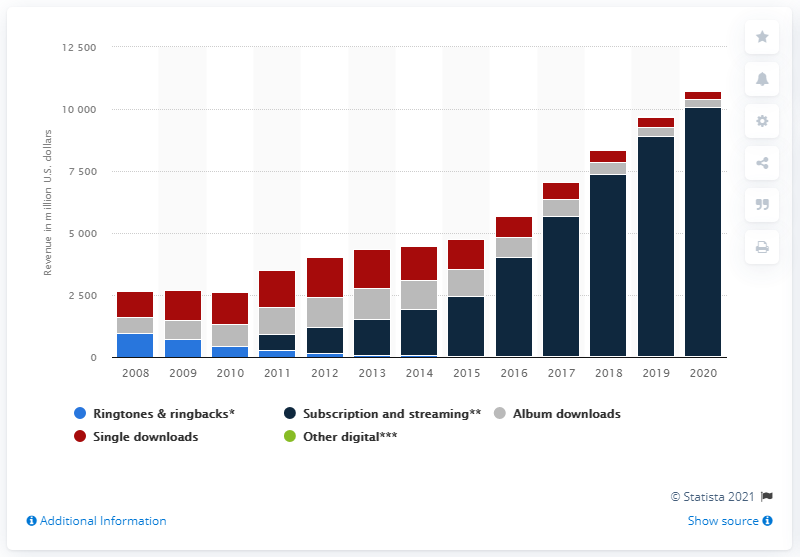 Revenue in million U.S. dollars
12 500
10 000
7 500
5 000
2 500
0
2008 2009 2010 2011 2012 2013 2014 2015 2016 2017 2018 2019 2020
Ringtones & ringbacks* Subscription and streaming** Album downloads
Single downloads Other digital***
© Statista 2021
Additional Information Show source